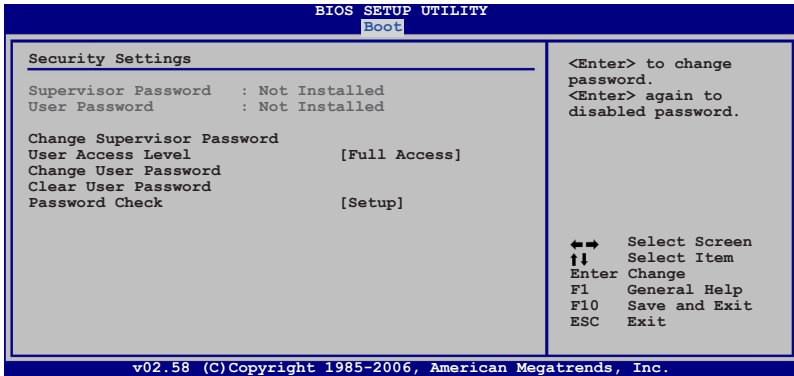 BIOS SETUP UTILITY
Boot
Security Settings
Supervisor Password : Not Installed
User Password : Not Installed
Change Supervisor Password
User Access Level [Full Access]
Change User Password
Clear User Password
Password Check [Setup]
<Enter> to change
password.
<Enter> again to
disabled password.
←→ Select Screen
↑↓ Select Item
Enter Change
F1 General Help
F10 Save and Exit
ESC Exit
v02.58 (C)Copyright 1985-2006, American Megatrends, Inc.